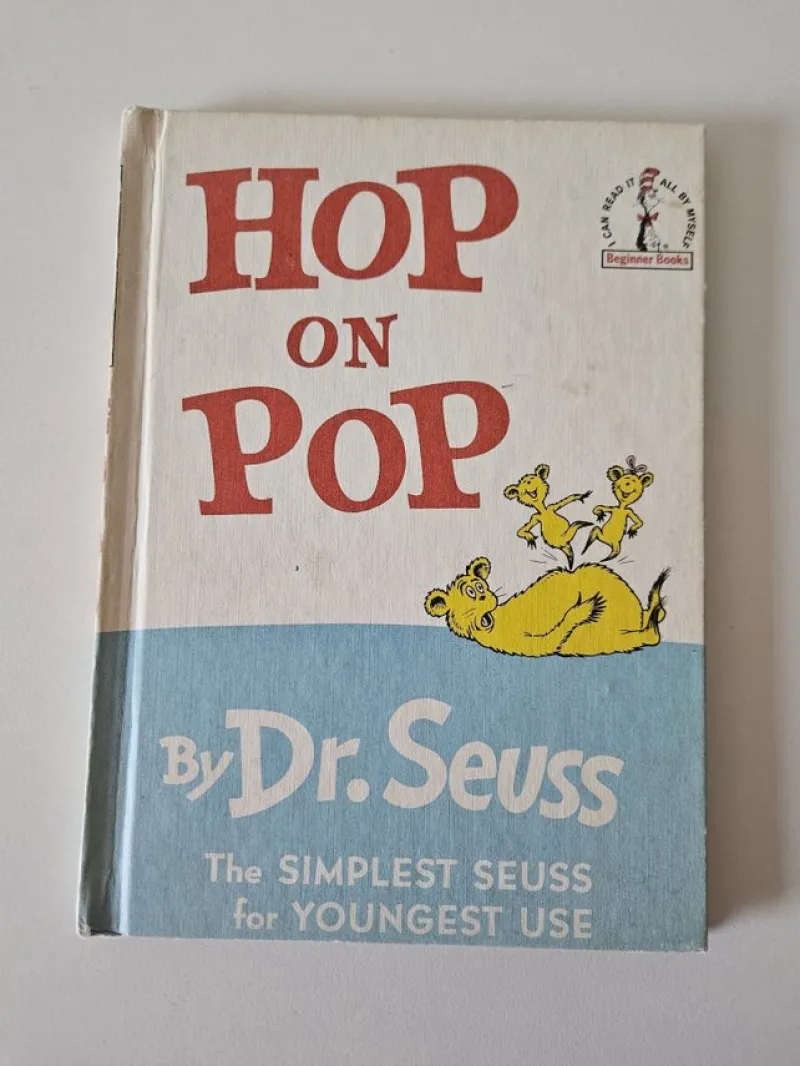 HOP
ON
POP
I CAN READ IT ALL BY MYSELF
Beginner Books
By Dr. Seuss
The SIMPLEST SEUSS
for YOUNGEST USE